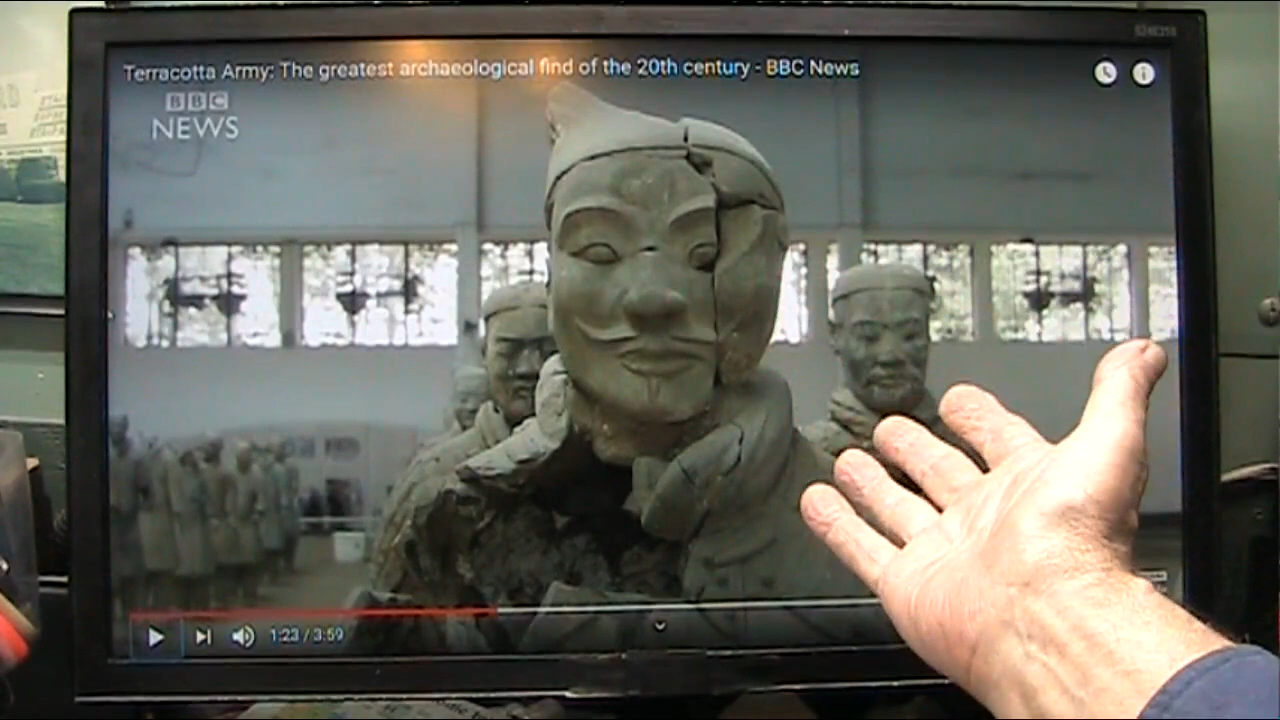 Terracotta Army: The greatest archaeological find of the 20th century - BBC News
BBC
NEWS
1:23 / 3:59